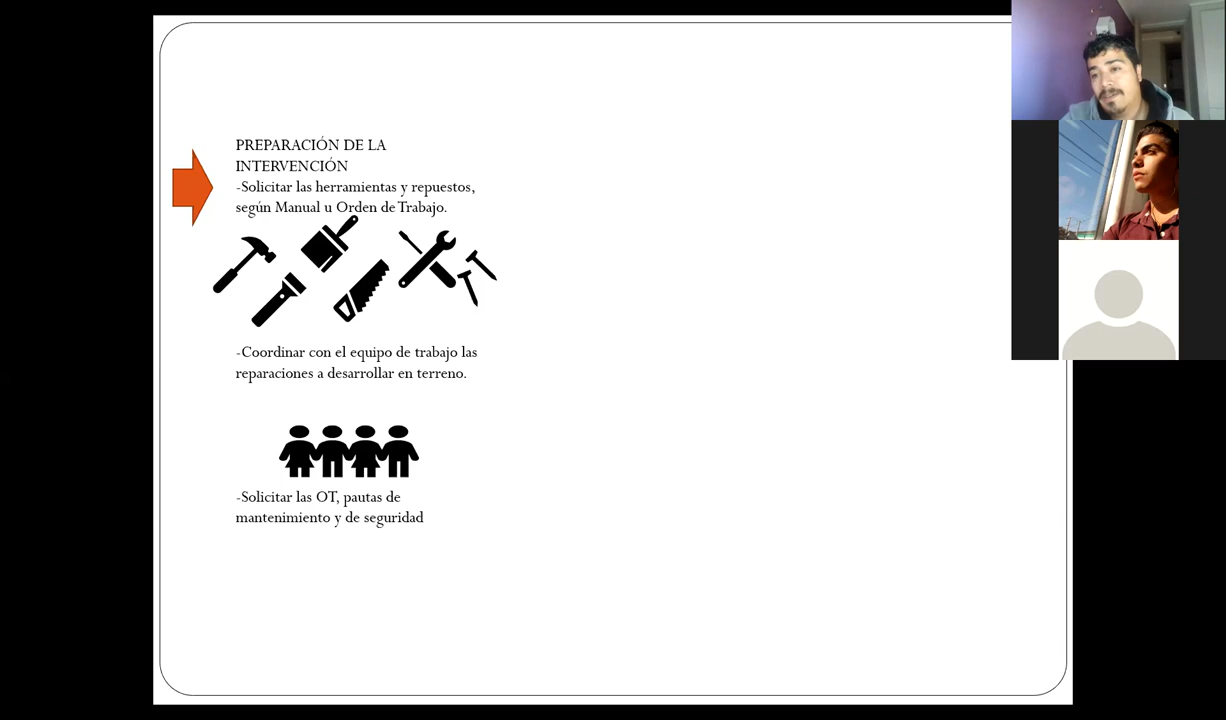 PREPARACIÓN DE LA
INTERVENCIÓN
-Solicitar las herramientas y repuestos,
según Manual u Orden de Trabajo.
-Coordinar con el equipo de trabajo las
reparaciones a desarrollar en terreno.
-Solicitar las OT, pautas de
mantenimiento y de seguridad